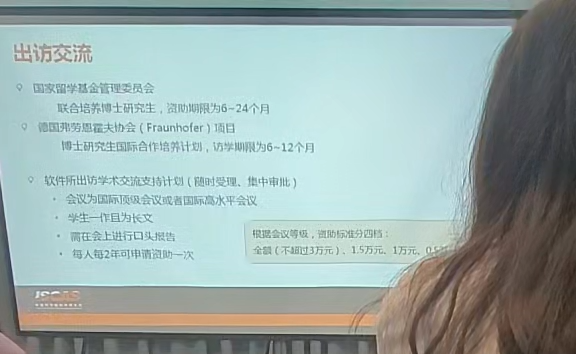 出访交流
国家留学基金管理委员会
联合培养博士研究生，资助期限为6~24个月
德国弗劳恩霍夫协会（Fraunhofer）项目
博士研究生国际合作培养计划，访学期限为6~12个月
软件所出访学术交流支持计划（随时受理、集中审批）
会议为国际顶级会议或者国际高水平会议
学生一作且为长文
需在会上进行口头报告
每人每2年可申请资助一次
根据会议等级，资助标准分四档：
全额（不超过3万元）、1.5万元、1万元、0.5
ISCAS